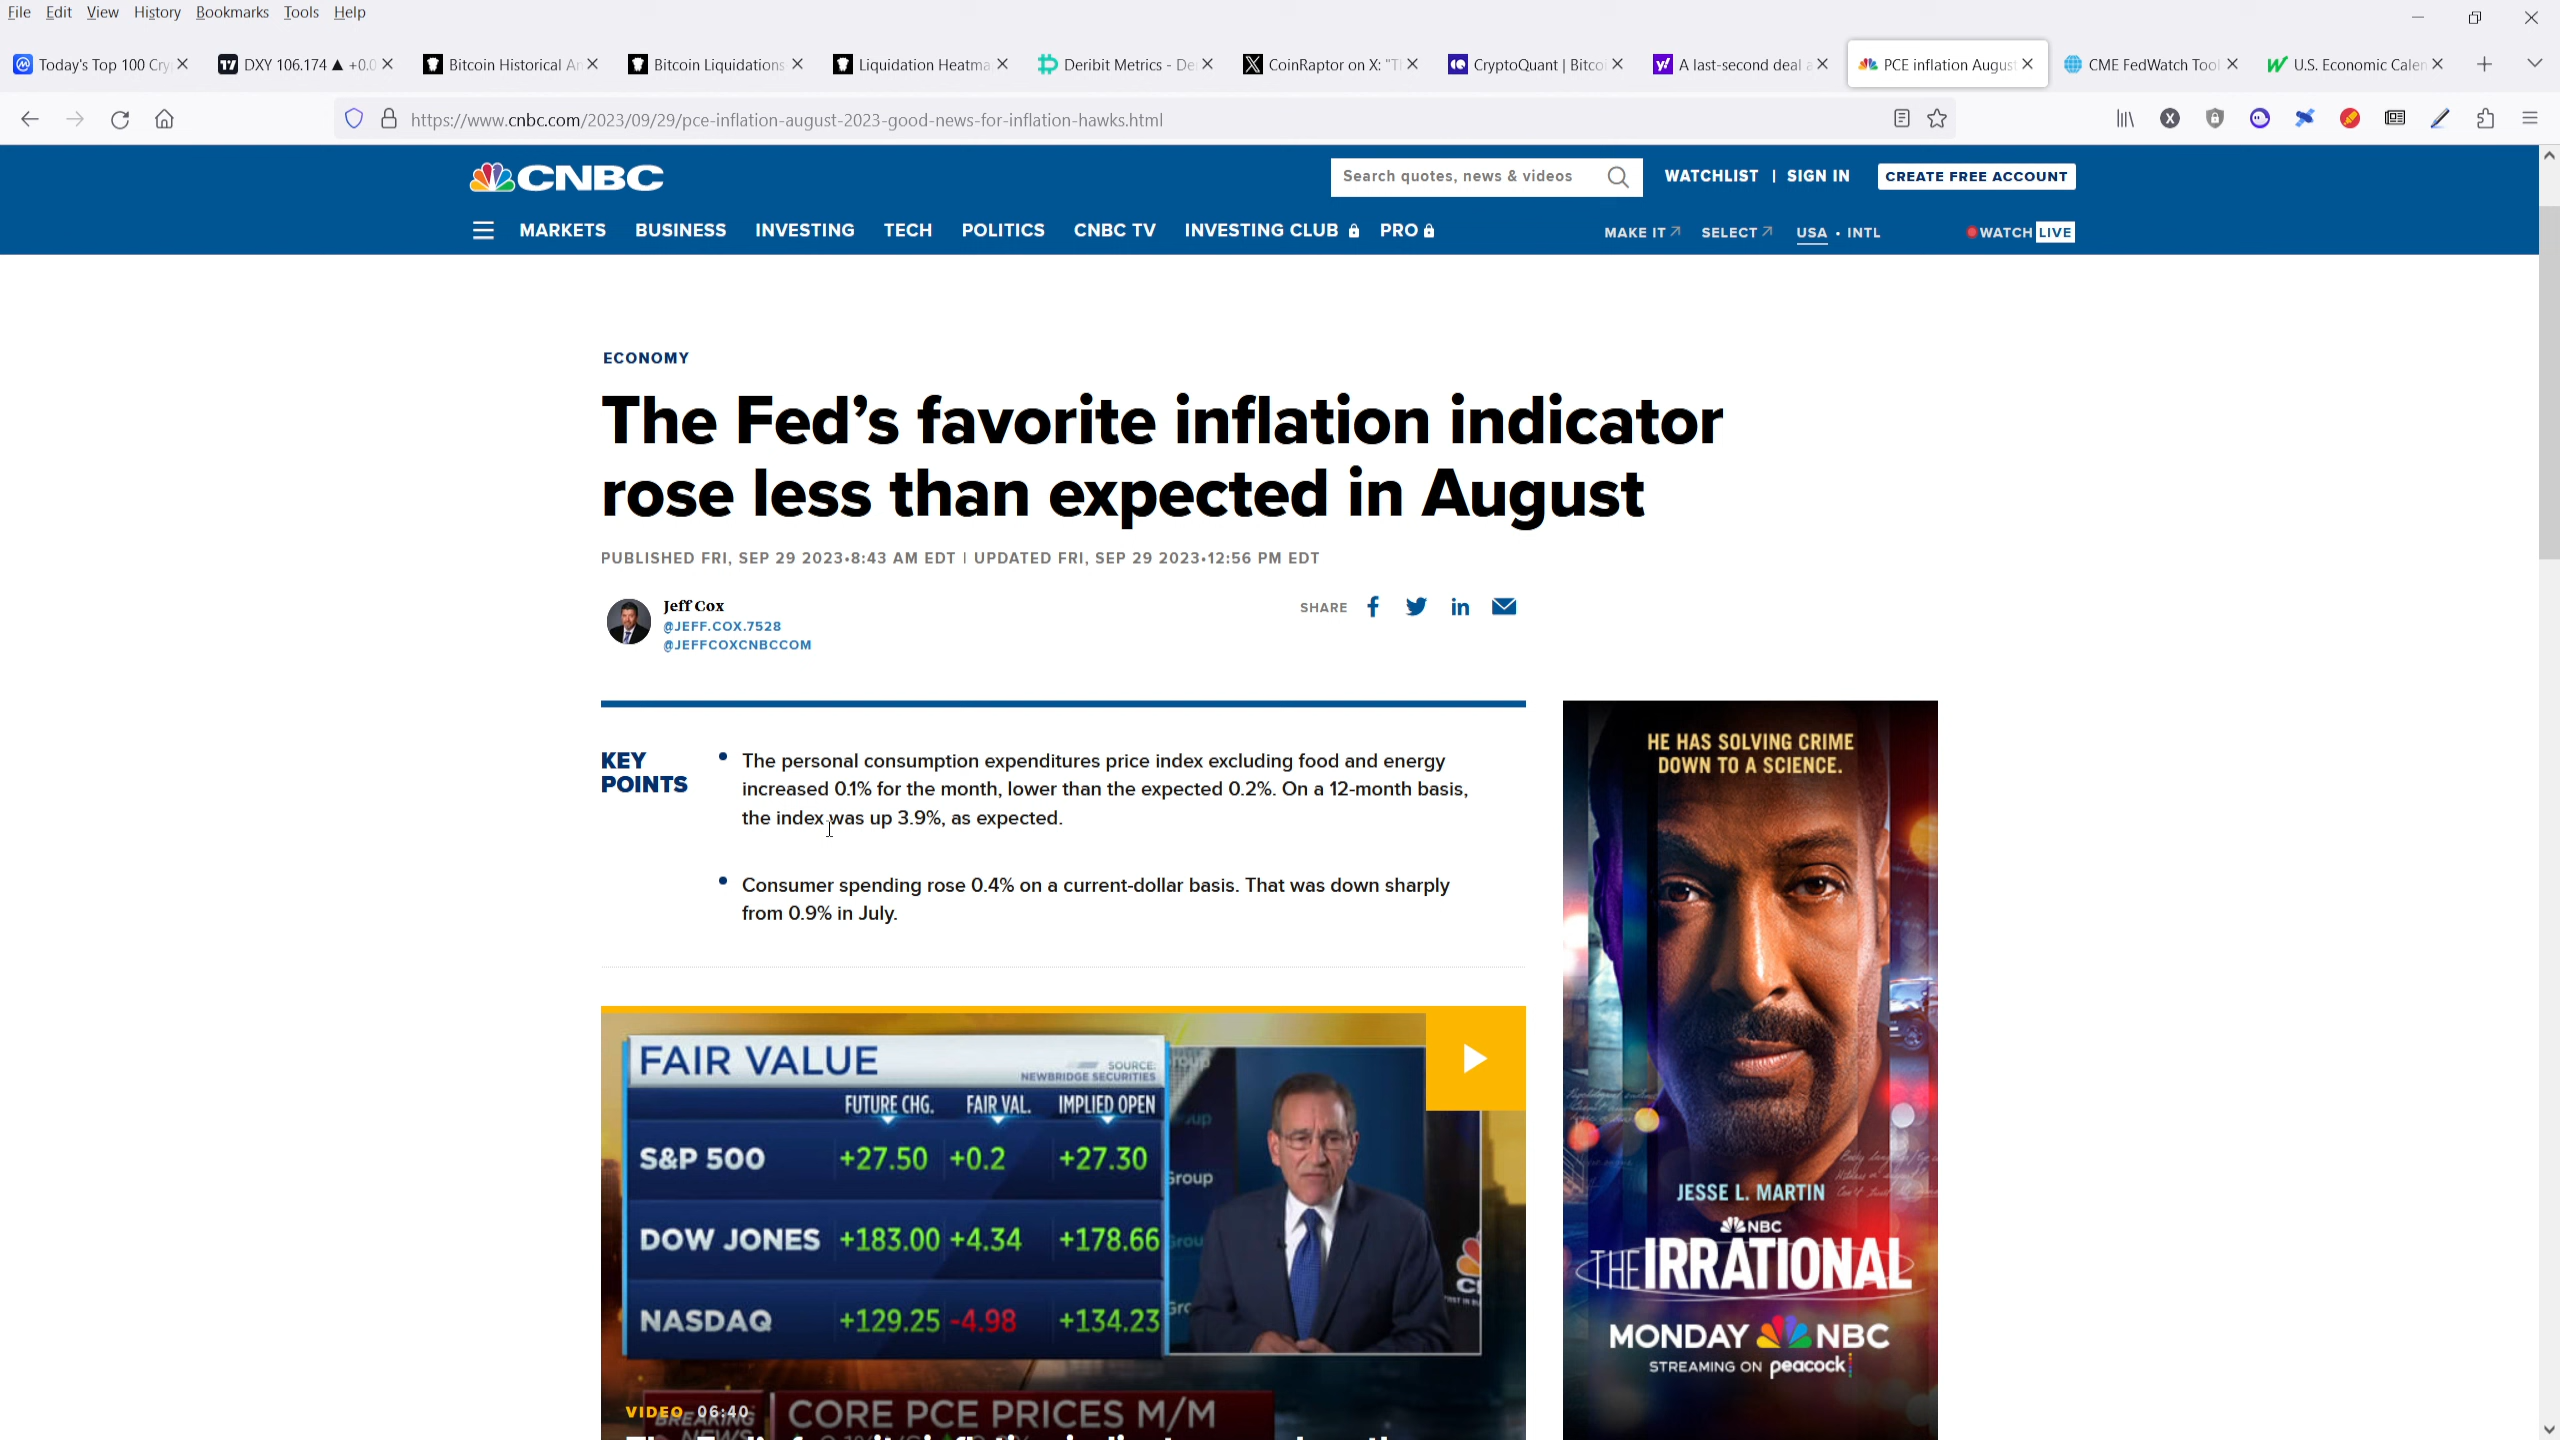 File Edit View History Bookmarks Tools Help
Today's Top 100 Cry
DXY 106.174 ▲ +0.0
Bitcoin Historical
Bitcoin Liquidations
Liquidation Heatma
Deribit Metrics - De
CoinRaptor on X: "T
CryptoQuant | Bitco
A last-second deal a
PCE inflation August
CME FedWatch Tool
U.S. Economic Calen
https://www.cnbc.com/2023/09/29/pce-inflation-august-2023-good-news-for-inflation-hawks.html
CNBC
Search quotes, news & videos
WATCHLIST | SIGN IN
CREATE FREE ACCOUNT
MARKETS BUSINESS INVESTING TECH POLITICS CNBC TV INVESTING CLUB PRO
MAKE IT SELECT USA • INTL
WATCH LIVE
ECONOMY
The Fed’s favorite inflation indicator
rose less than expected in August
PUBLISHED FRI, SEP 29 2023•8:43 AM EDT | UPDATED FRI, SEP 29 2023•12:56 PM EDT
Jeff Cox
@JEFF.COX.7528
@JEFFCOXCNBCCOM
SHARE
KEY
POINTS
The personal consumption expenditures price index excluding food and energy
increased 0.1% for the month, lower than the expected 0.2%. On a 12-month basis,
the index was up 3.9%, as expected.
Consumer spending rose 0.4% on a current-dollar basis. That was down sharply
from 0.9% in July.
FAIR VALUE
SOURCE:
NEWBRIDGE SECURITIES
FUTURE CHG. FAIR VAL. IMPLIED OPEN
S&P 500 +27.50 +0.2 +27.30
DOW JONES +183.00 +4.34 +178.66
NASDAQ +129.25 -4.98 +134.23
VIDEO 06:40
BREAKING
NEWS
CORE PCE PRICES M/M
HE HAS SOLVING CRIME
DOWN TO A SCIENCE.
JESSE L. MARTIN
NBC
THE IRRATIONAL
MONDAY NBC
STREAMING ON peacock